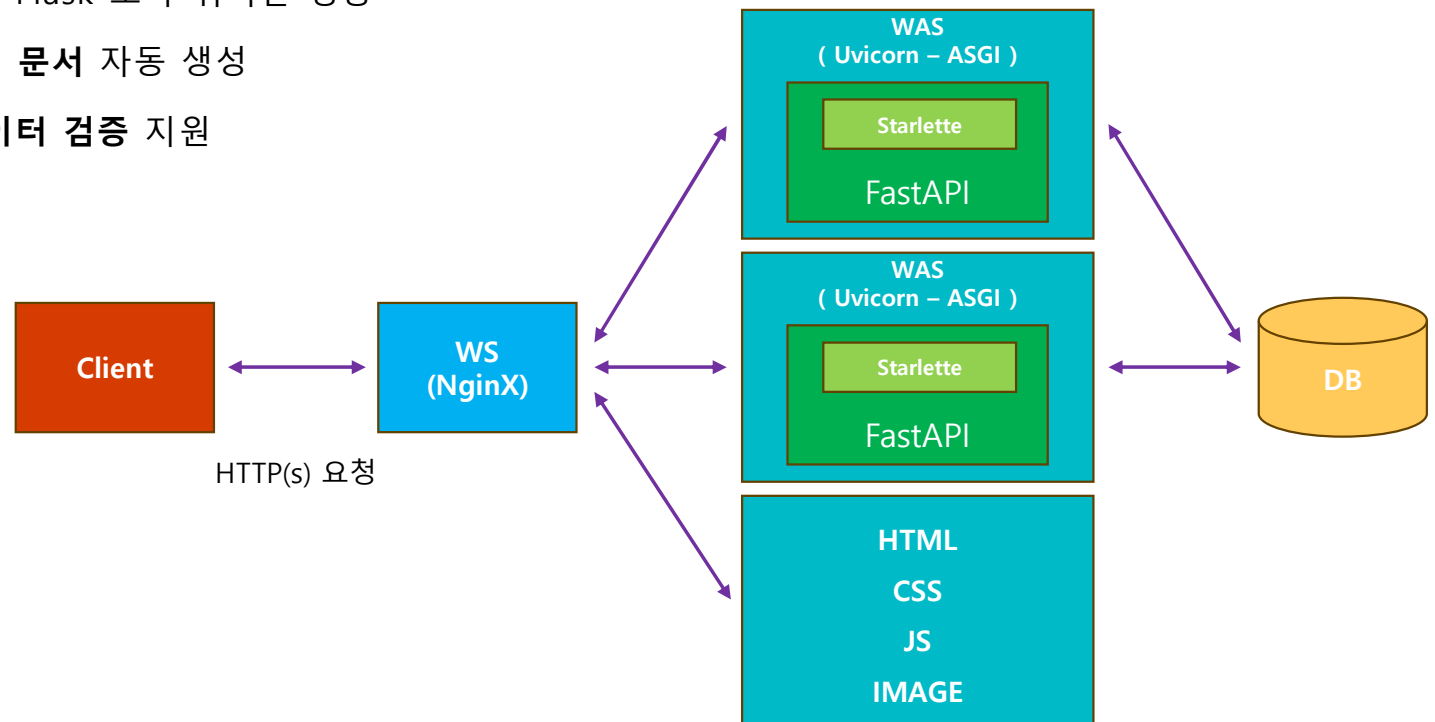 문서 자동 생성
검증 지원
WAS
( Uvicorn – ASGI )
Starlette
FastAPI
WAS
( Uvicorn – ASGI )
Starlette
FastAPI
Client
WS
(NginX)
DB
HTTP(s) 요청
HTML
CSS
JS
IMAGE